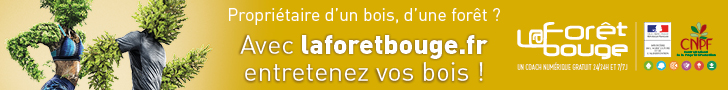 Propriétaire d'un bois, d'une forêt ?
Avec laforetbouge.fr
entretenez vos bois !
La Forêt
bouge
UN COACH NUMÉRIQUE GRATUIT 24/24H ET 7/7J
CNPF